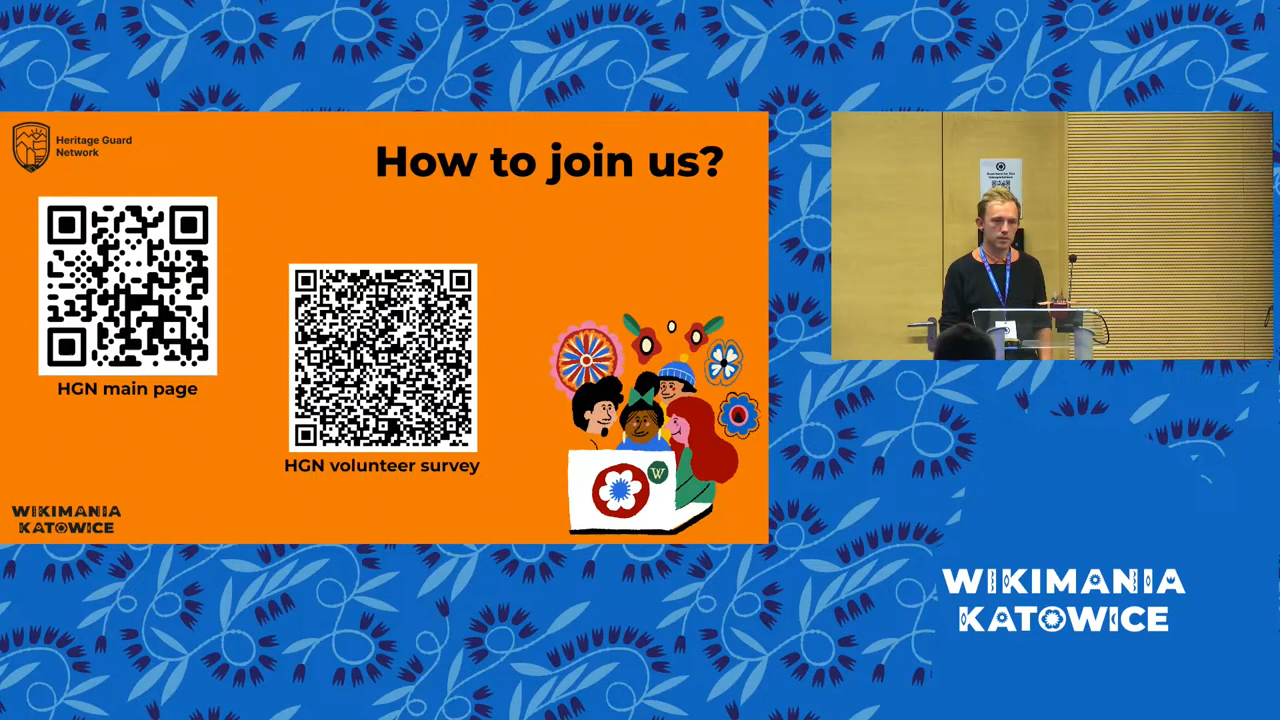 Heritage Guard
Network
How to join us?
HGN main page
HGN volunteer survey
W
WIKIMANIA
KATOWICE
WIKIMANIA
KATOWICE